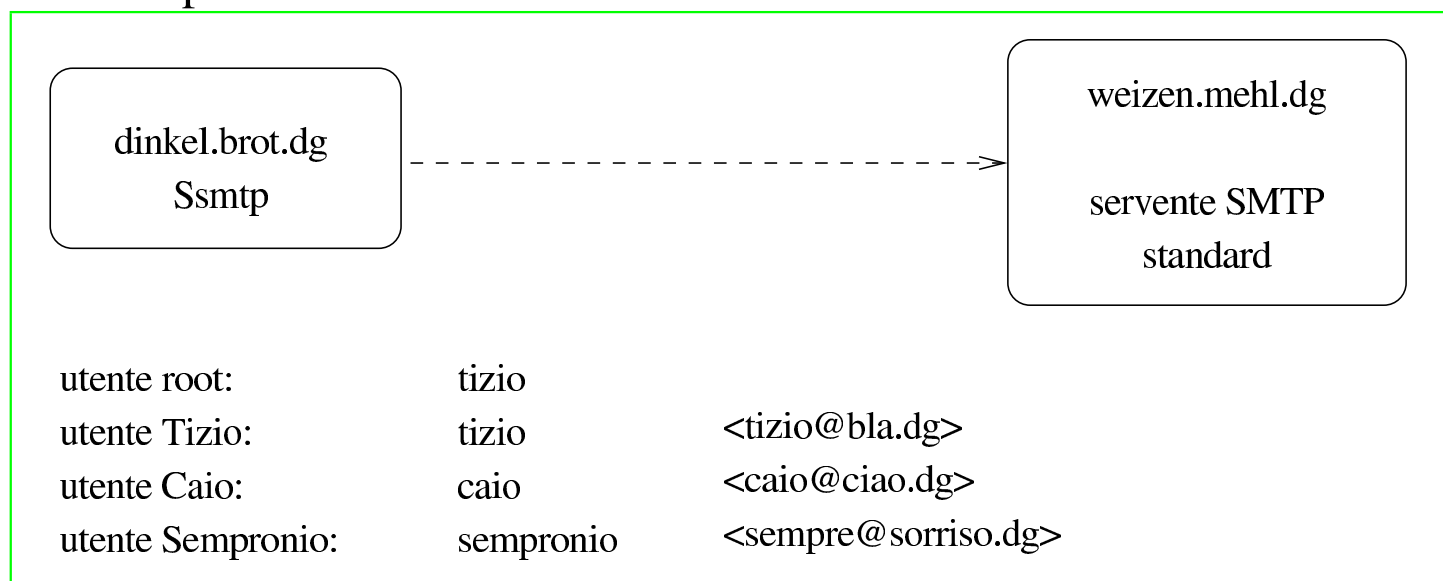 dinkel.brot.dg
Ssmtp
weizen.mehl.dg
servente SMTP
standard
utente root: tizio
utente Tizio: tizio <tizio@bla.dg>
utente Caio: caio <caio@ciao.dg>
utente Sempronio: sempronio <sempre@sorriso.dg>